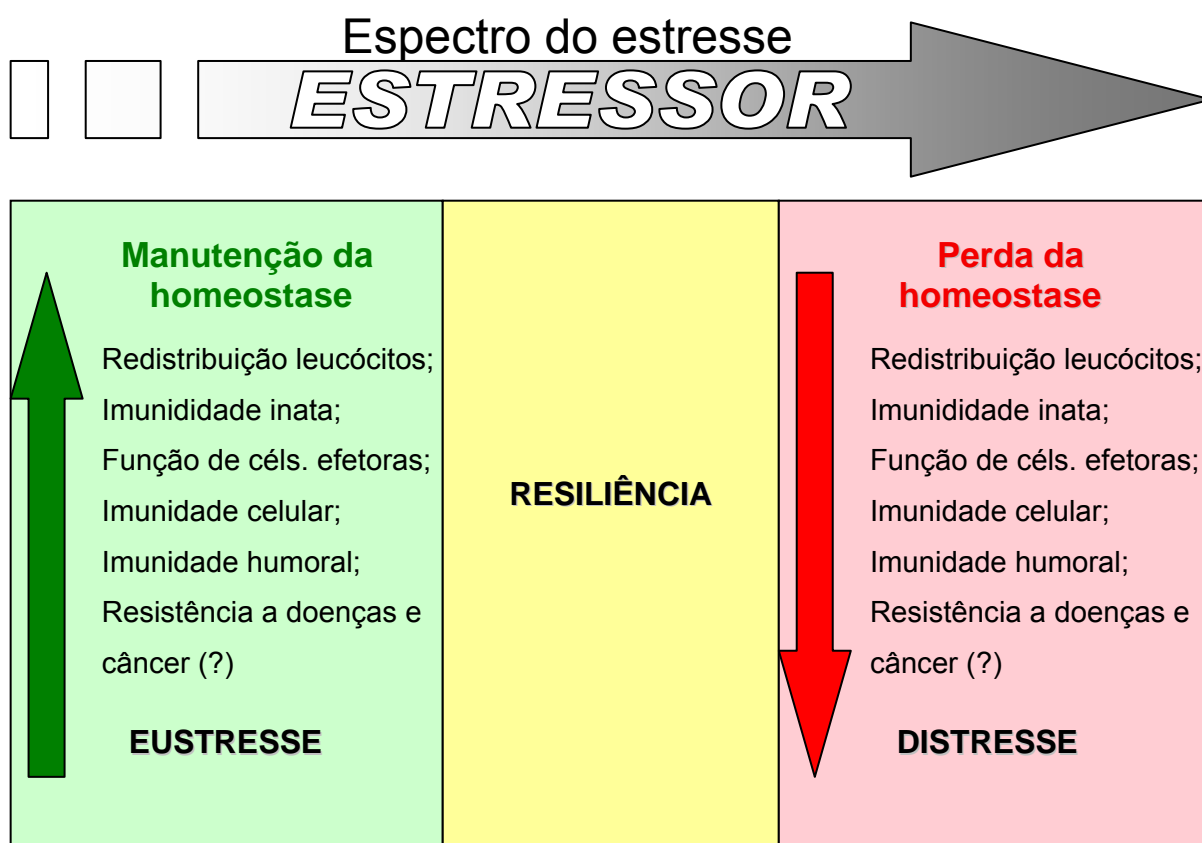 Espectro do estresse
ESTRESSOR
Manutenção da
homeostase
Redistribuição leucócitos;
Imunididade inata;
Função de céls. efetoras;
Imunidade celular;
Imunidade humoral;
Resistência a doenças e
câncer (?)
EUSTRESSE
RESILIÊNCIA
Perda da
homeostase
Redistribuição leucócitos;
Imunididade inata;
Função de céls. efetoras;
Imunidade celular;
Imunidade humoral;
Resistência a doenças e
câncer (?)
DISTRESSE